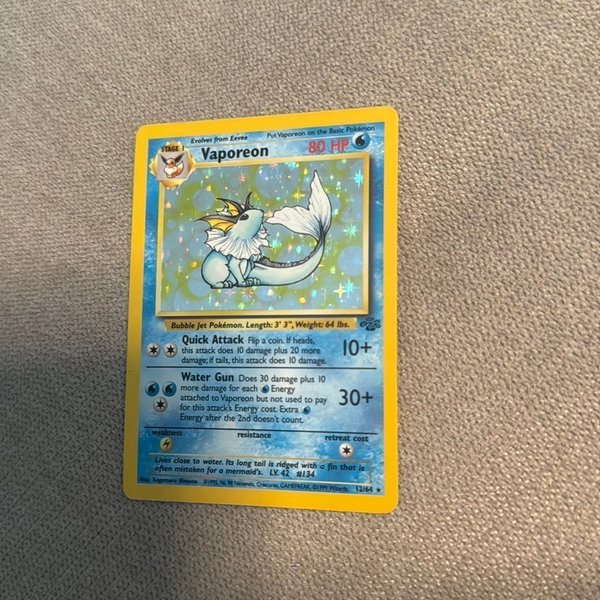 Evolves from Eevee Put Vaporeon on the Basic Pokémon
STAGE 1 Vaporeon 80 HP
Bubble Jet Pokémon. Length: 3' 3", Weight: 64 lbs.
Quick Attack Flip a coin. If heads,
this attack does 10 damage plus 20 more
damage; if tails, this attack does 10 damage.
10+
Water Gun Does 30 damage plus 10
more damage for each Energy
attached to Vaporeon but not used to pay
for this attack's Energy cost. Extra
Energy after the 2nd doesn't count.
30+
weakness resistance retreat cost
Lives close to water. Its long tail is ridged with a fin that is
often mistaken for a mermaid's. LV. 42 #134
Illus. Kagemaru Himeno ©1995, 96, 98 Nintendo, Creatures, GAMEFREAK. ©1999 Wizards. 12/64 ★